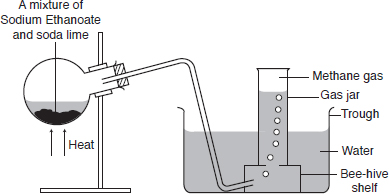 A mixture of
Sodium Ethanoate
and soda lime
Methane gas
Gas jar
Trough
Heat
Water
Bee-hive
shelf